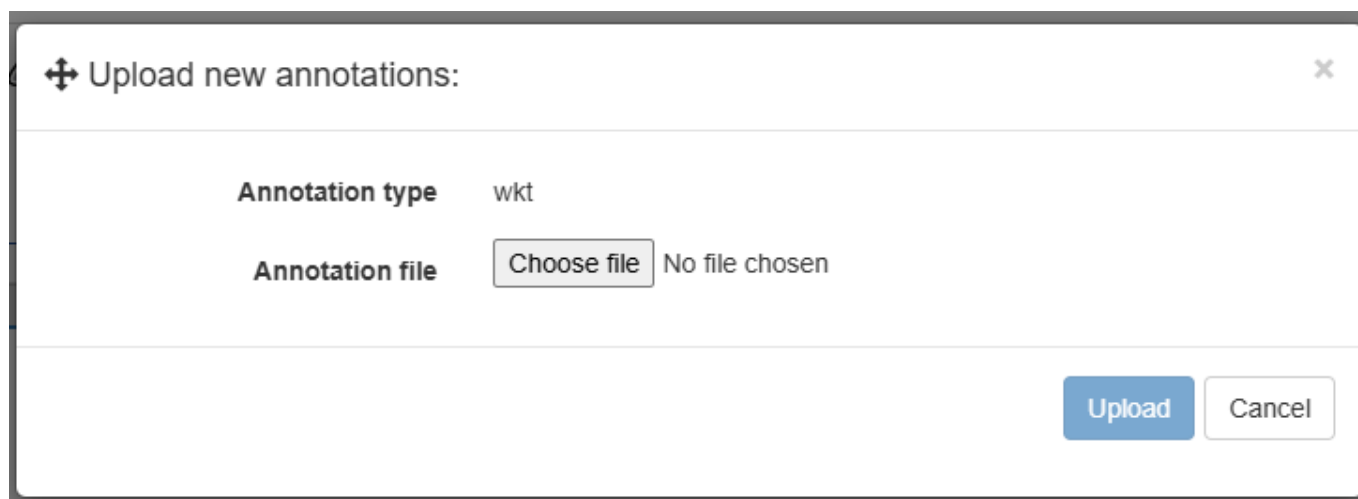 Upload new annotations:
×
Annotation type wkt
Annotation file Choose file No file chosen
Upload Cancel